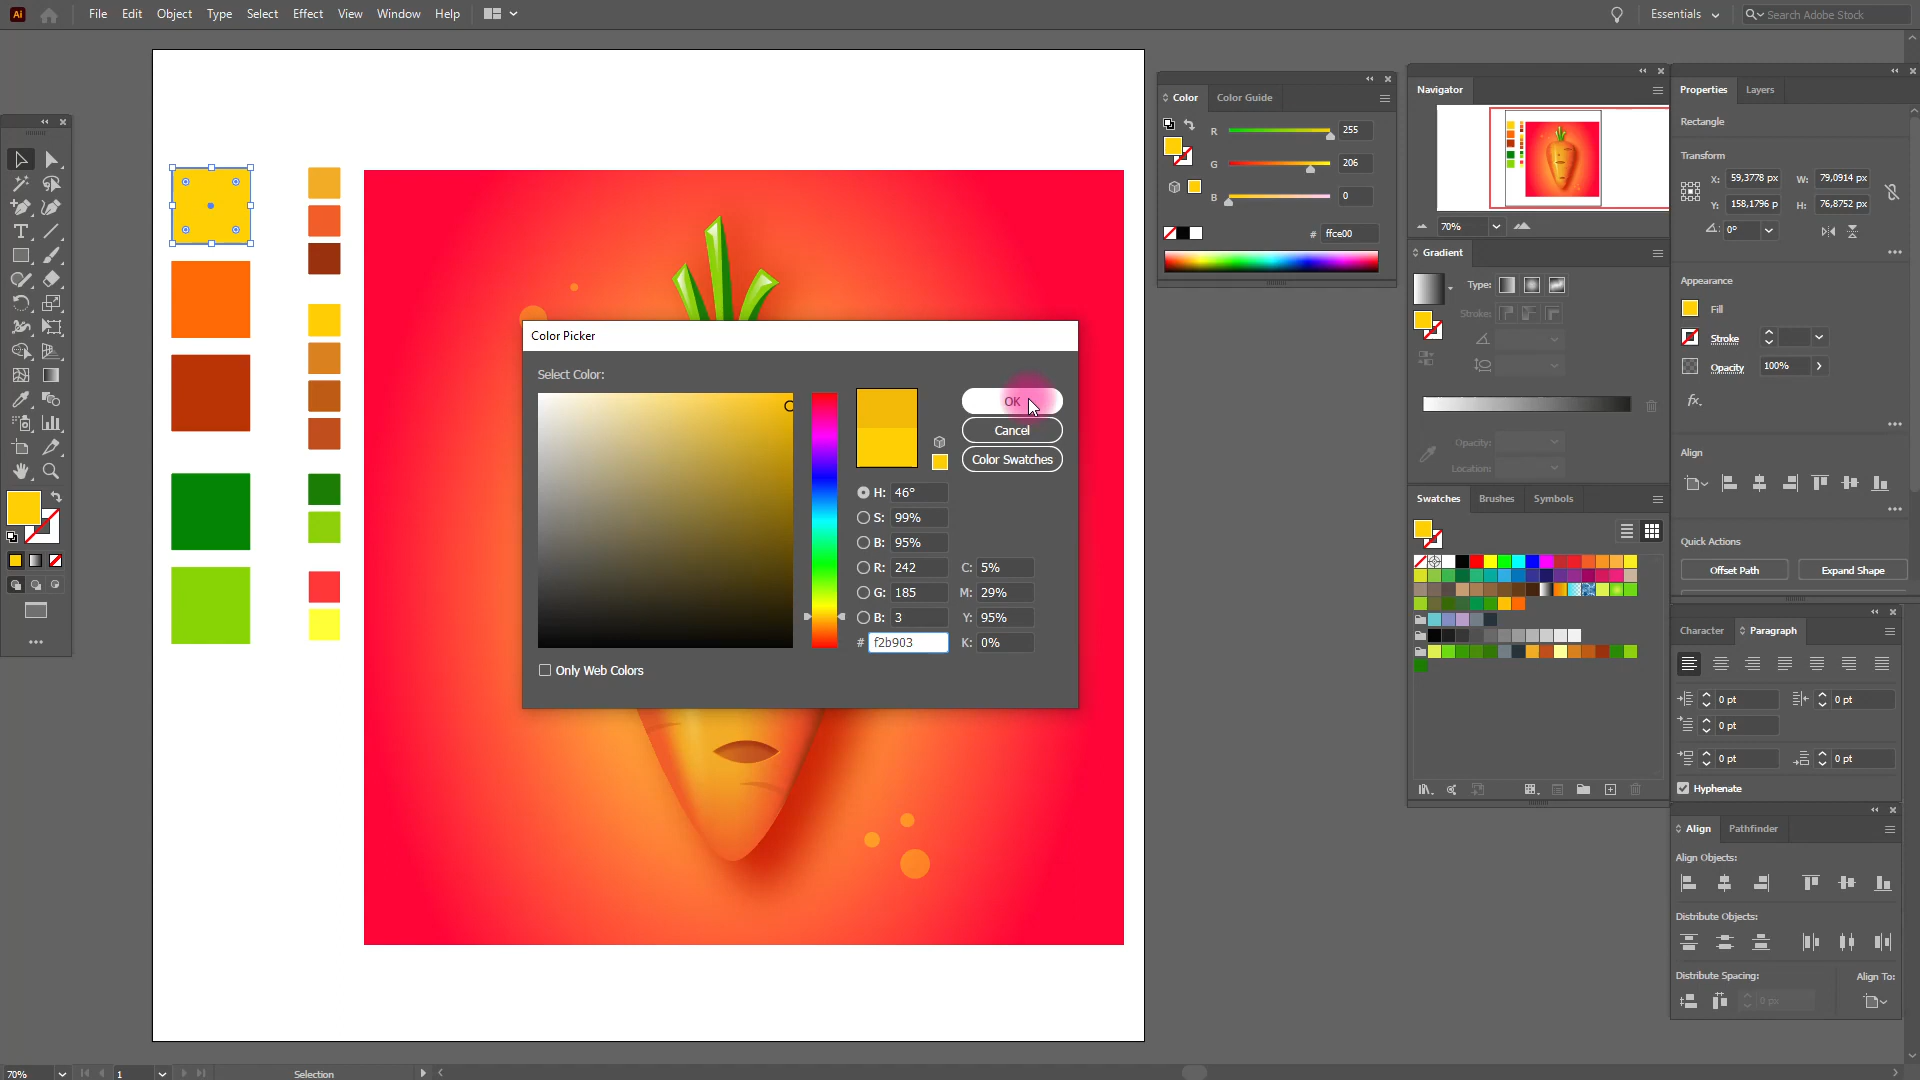 Ai File Edit Object Type Select Effect View Window Help Essentials Search Adobe Stock
Color Color Guide
R 255
G 206
B 0
# ffce00
Navigator
70%
Gradient
Type:
Stroke:
Opacity:
Location:
Swatches Brushes Symbols
Properties Layers
Rectangle
Transform
X: 59,3778 px W: 79,0914 px
Y: 158,1796 p H: 76,8752 px
0°
Appearance
Fill
Stroke
Opacity 100%
fx
Align
Quick Actions
Offset Path Expand Shape
Character Paragraph
0 pt 0 pt
0 pt
0 pt 0 pt
Hyphenate
Align Pathfinder
Align Objects:
Distribute Objects:
Distribute Spacing: Align To:
0 px
Color Picker
Select Color:
OK
Cancel
Color Swatches
H: 46°
S: 99%
B: 95%
R: 242 C: 5%
G: 185 M: 29%
B: 3 Y: 95%
# f2b903 K: 0%
Only Web Colors
70% 1 Selection